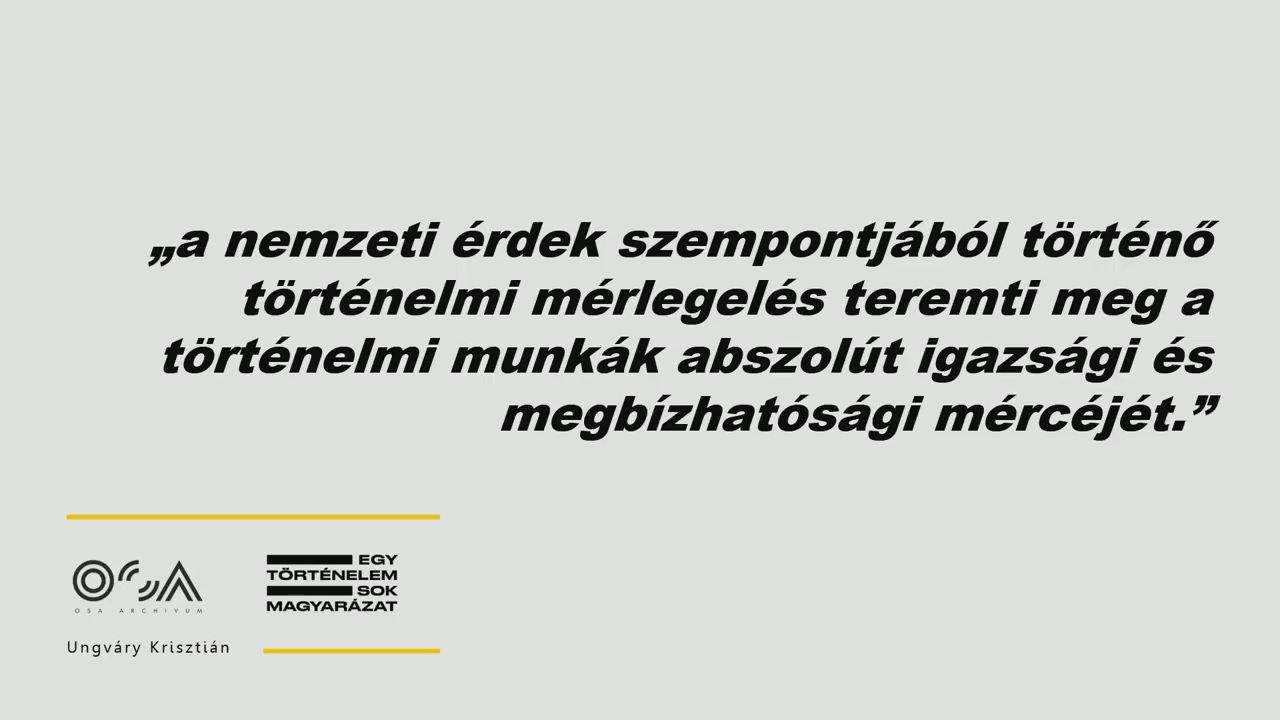 „a nemzeti érdek szempontjából történő
történelmi mérlegelés teremti meg a
történelmi munkák abszolút igazsági és
megbízhatósági mércéjét.”
OSA
OSA ARCHIVUM
EGY
TÖRTÉNELEM
SOK
MAGYARÁZAT
Ungváry Krisztián